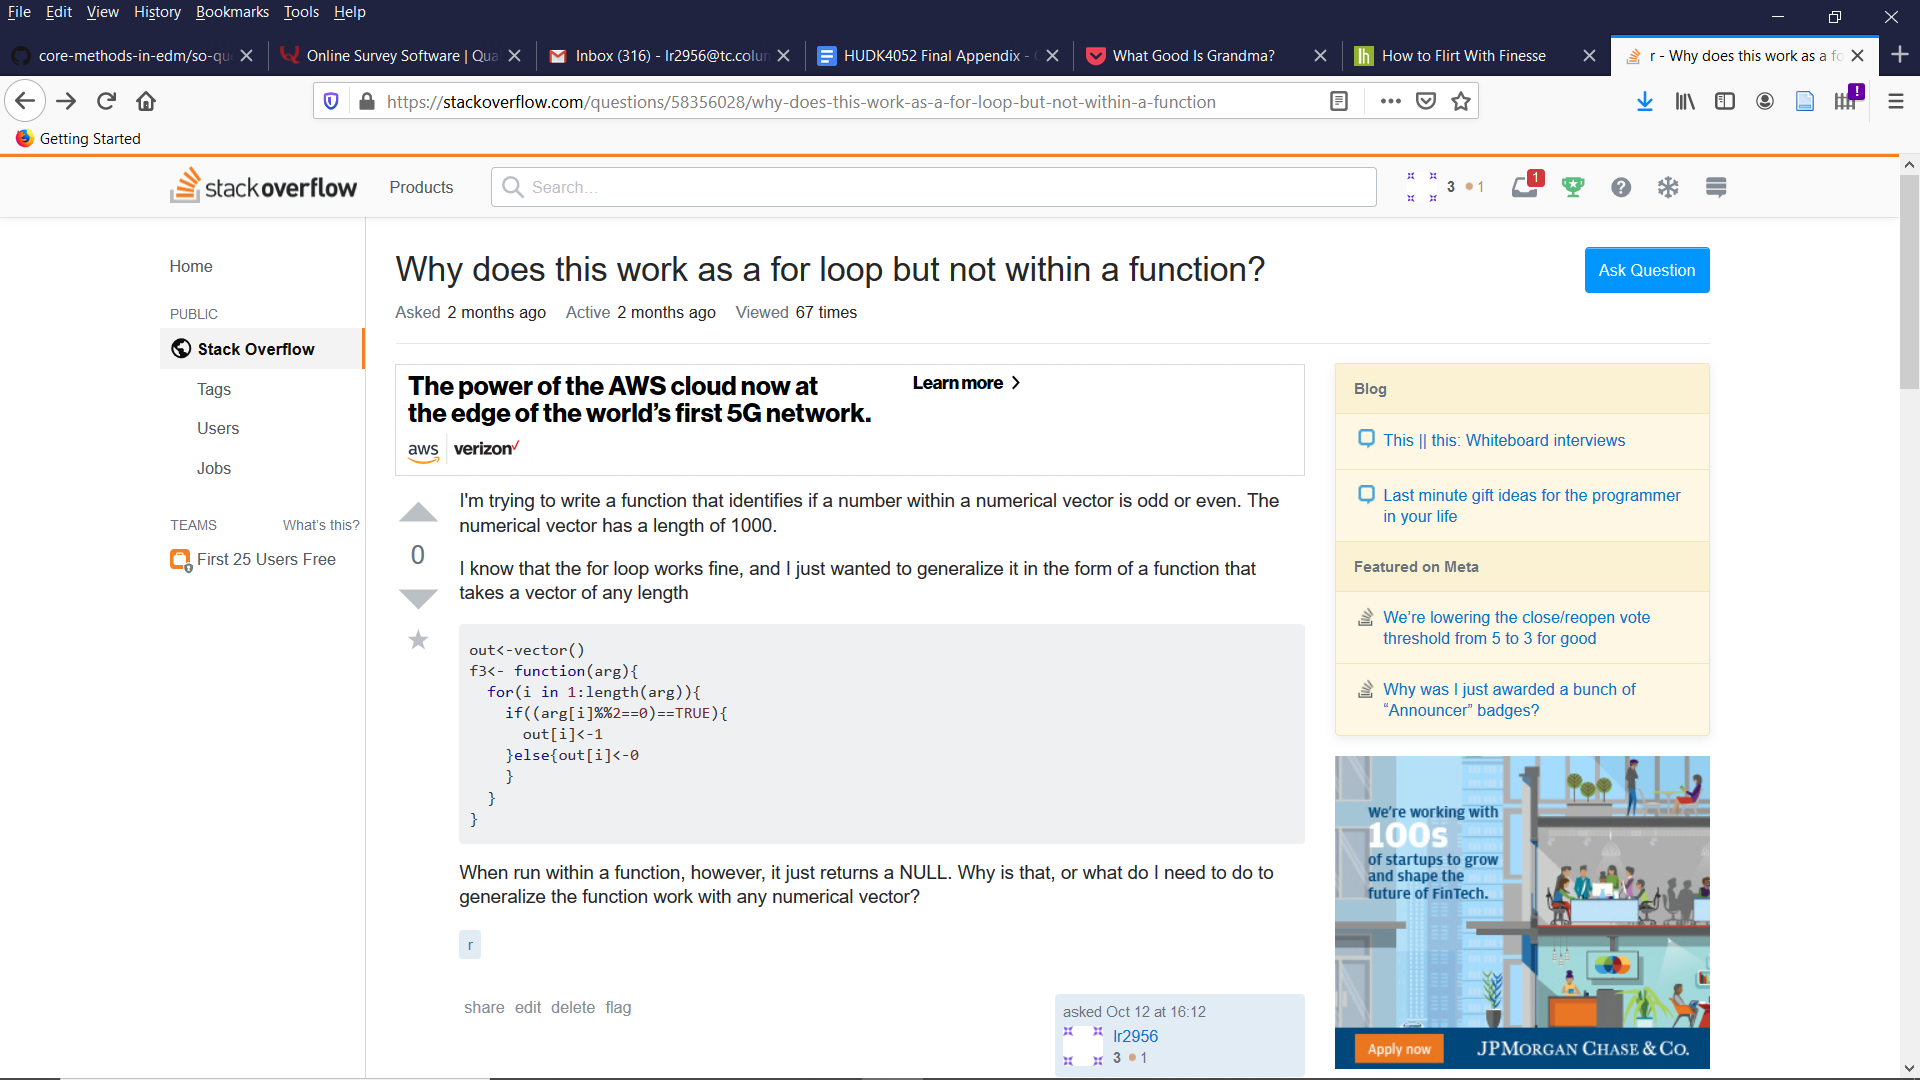 File Edit View History Bookmarks Tools Help
core-methods-in-edm/so-qu
Online Survey Software | Qua
Inbox (316) - lr2956@tc.colum
HUDK4052 Final Appendix -
What Good Is Grandma?
How to Flirt With Finesse
r - Why does this work as a fo
https://stackoverflow.com/questions/58356028/why-does-this-work-as-a-for-loop-but-not-within-a-function
Getting Started
stackoverflow
Products
Search...
3 1
1
Home
PUBLIC
Stack Overflow
Tags
Users
Jobs
TEAMS What's this?
First 25 Users Free
Why does this work as a for loop but not within a function?
Ask Question
Asked 2 months ago Active 2 months ago Viewed 67 times
The power of the AWS cloud now at
the edge of the world's first 5G network.
Learn more
aws verizon
0
I'm trying to write a function that identifies if a number within a numerical vector is odd or even. The
numerical vector has a length of 1000.
I know that the for loop works fine, and I just wanted to generalize it in the form of a function that
takes a vector of any length
out<-vector()
f3<- function(arg){
for(i in 1:length(arg)){
if((arg[i]%%2==0)==TRUE){
out[i]<-1
}else{out[i]<-0
}
}
}
When run within a function, however, it just returns a NULL. Why is that, or what do I need to do to
generalize the function work with any numerical vector?
r
share edit delete flag
asked Oct 12 at 16:12
lr2956
3 1
Blog
This || this: Whiteboard interviews
Last minute gift ideas for the programmer
in your life
Featured on Meta
We're lowering the close/reopen vote
threshold from 5 to 3 for good
Why was I just awarded a bunch of
“Announcer” badges?
We're working with
100s
of startups to grow
and shape the
future of FinTech.
Apply now
JPMORGAN CHASE & CO.